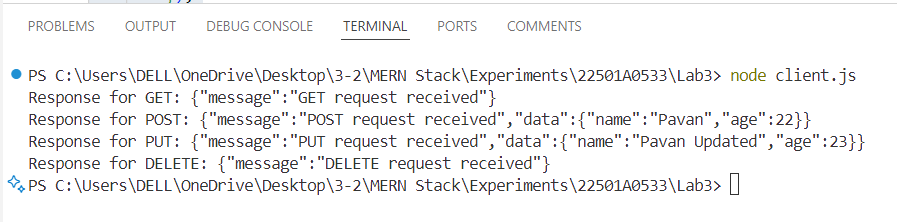 PROBLEMS OUTPUT DEBUG CONSOLE TERMINAL PORTS COMMENTS
PS C:\Users\DELL\OneDrive\Desktop\3-2\MERN Stack\Experiments\22501A0533\Lab3> node client.js
Response for GET: {"message":"GET request received"}
Response for POST: {"message":"POST request received","data":{"name":"Pavan","age":22}}
Response for PUT: {"message":"PUT request received","data":{"name":"Pavan Updated","age":23}}
Response for DELETE: {"message":"DELETE request received"}
PS C:\Users\DELL\OneDrive\Desktop\3-2\MERN Stack\Experiments\22501A0533\Lab3>